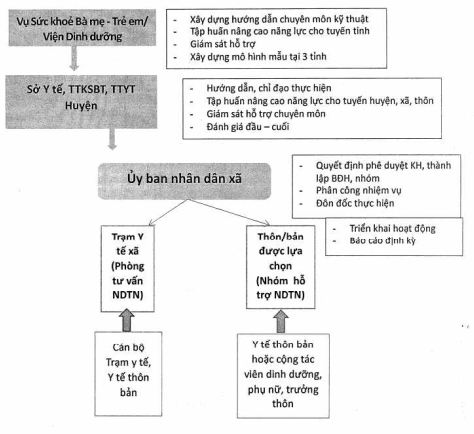 Vụ Sức khoẻ Bà mẹ - Trẻ em/
Viện Dinh dưỡng
- Xây dựng hướng dẫn chuyên môn kỹ thuật
- Tập huấn nâng cao năng lực cho tuyến tỉnh
- Giám sát hỗ trợ
- Xây dựng mô hình mẫu tại 3 tỉnh
Sở Y tế, TTKSBT, TTYT
Huyện
- Hướng dẫn, chỉ đạo thực hiện
- Tập huấn nâng cao năng lực cho tuyến huyện, xã, thôn
- Giám sát hỗ trợ chuyên môn
- Đánh giá đầu – cuối
Ủy ban nhân dân xã
- Quyết định phê duyệt KH, thành
lập BĐH, nhóm
- Phân công nhiệm vụ
- Đôn đốc thực hiện
- Triển khai hoạt động
- Báo cáo định kỳ
Trạm Y
tế xã
(Phòng
tư vấn
NDTN)
Thôn/bản
được lựa
chọn
(Nhóm hỗ
trợ NDTN)
Cán bộ
Trạm y tế,
Y tế thôn
bản
Y tế thôn bản
hoặc cộng tác
viên dinh dưỡng,
phụ nữ, trưởng
thôn